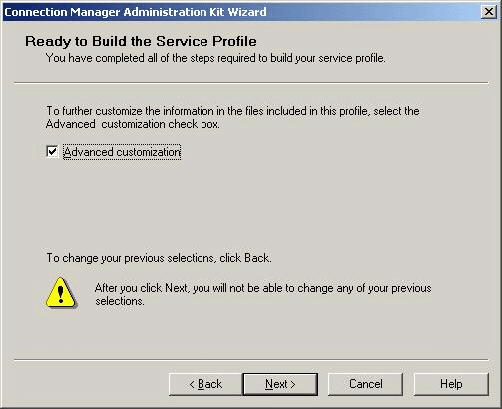 Connection Manager Administration Kit Wizard
Ready to Build the Service Profile
You have completed all of the steps required to build your service profile.
To further customize the information in the files included in this profile, select the
Advanced customization check box.
Advanced customization
To change your previous selections, click Back.
After you click Next, you will not be able to change any of your previous
selections.
< Back
Next >
Cancel
Help